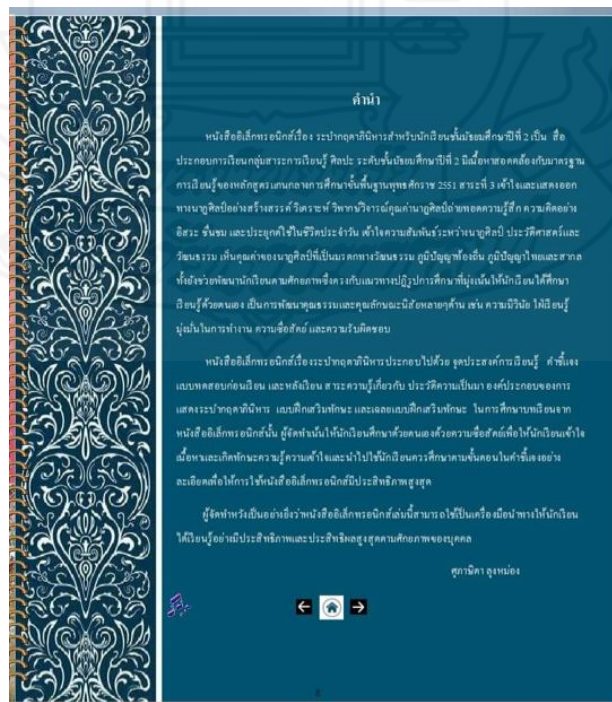 คำนำ
หนังสืออิเล็กทรอนิกส์เรื่อง ระบำกฤดาภินิหารสำหรับนักเรียนชั้นมัธยมศึกษาปีที่ 2 เป็น สื่อ
ประกอบการเรียนกลุ่มสาระการเรียนรู้ ศิลปะ ระดับชั้นมัธยมศึกษาปีที่ 2 มีเนื้อหาสอดคล้องกับมาตรฐาน
การเรียนรู้ของหลักสูตรแกนกลางการศึกษาขั้นพื้นฐานพุทธศักราช 2551 สาระที่ 3 เข้าใจและแสดงออก
ทางนาฏศิลป์อย่างสร้างสรรค์ วิเคราะห์ วิพากษ์วิจารณ์คุณค่านาฏศิลป์ถ่ายทอดความรู้สึก ความคิดอย่าง
อิสระ ชื่นชม และประยุกต์ใช้ในชีวิตประจำวัน เข้าใจความสัมพันธ์ระหว่างนาฏศิลป์ ประวัติศาสตร์และ
วัฒนธรรม เห็นคุณค่าของนาฏศิลป์ที่เป็นมรดกทางวัฒนธรรม ภูมิปัญญาท้องถิ่น ภูมิปัญญาไทยและสากล
ทั้งยังช่วยพัฒนานักเรียนตามศักยภาพซึ่งตรงกับแนวทางปฏิรูปการศึกษาที่มุ่งเน้นให้นักเรียนได้ศึกษา
เรียนรู้ด้วยตนเอง เป็นการพัฒนาคุณธรรมและคุณลักษณะนิสัยหลายๆด้าน เช่น ความมีวินัย ใฝ่เรียนรู้
มุ่งมั่นในการทำงาน ความซื่อสัตย์ และความรับผิดชอบ
หนังสืออิเล็กทรอนิกส์เรื่องระบำกฤดาภินิหารประกอบไปด้วย จุดประสงค์การเรียนรู้ คำชี้แจง
แบบทดสอบก่อนเรียน และหลังเรียน สาระความรู้เกี่ยวกับ ประวัติความเป็นมา องค์ประกอบของการ
แสดงระบำกฤดาภินิหาร แบบฝึกเสริมทักษะ และเฉลยแบบฝึกเสริมทักษะ ในการศึกษาบทเรียนจาก
หนังสืออิเล็กทรอนิกส์นั้น ผู้จัดทำเน้นให้นักเรียนศึกษาด้วยตนเองด้วยความซื่อสัตย์เพื่อให้นักเรียนเข้าใจ
เนื้อหาและเกิดทักษะความรู้ความเข้าใจและนำไปใช้นักเรียนควรศึกษาตามขั้นตอนในคำชี้แจงอย่าง
ละเอียดเพื่อให้การใช้หนังสืออิเล็กทรอนิกส์มีประสิทธิภาพสูงสุด
ผู้จัดทำหวังเป็นอย่างยิ่งว่าหนังสืออิเล็กทรอนิกส์เล่มนี้สามารถใช้เป็นเครื่องมือนำทางให้นักเรียน
ได้เรียนรู้อย่างมีประสิทธิภาพและประสิทธิผลสูงสุดตามศักยภาพของบุคคล
ศุภาษิตา ลุงหม่อง